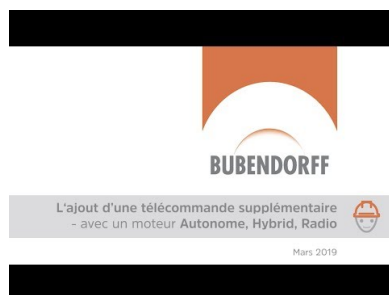 BUBENDORFF
L'ajout d'une télécommande supplémentaire
- avec un moteur Autonome, Hybrid, Radio
Mars 2019